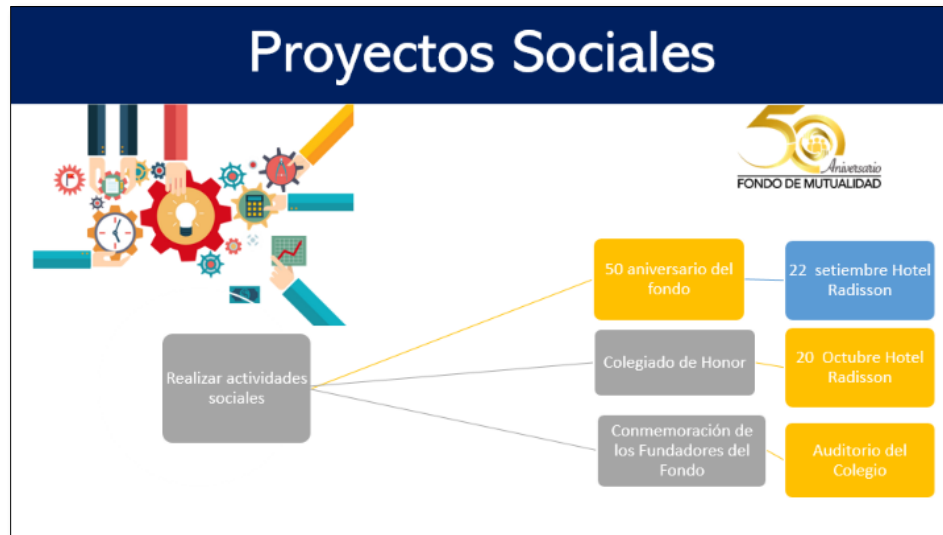 Proyectos Sociales
50
Aniversario
FONDO DE MUTUALIDAD
50 aniversario del
fondo
22 setiembre Hotel
Radisson
Realizar actividades
sociales
Colegiado de Honor
20 Octubre Hotel
Radisson
Conmemoración de
los Fundadores del
Fondo
Auditorio del
Colegio